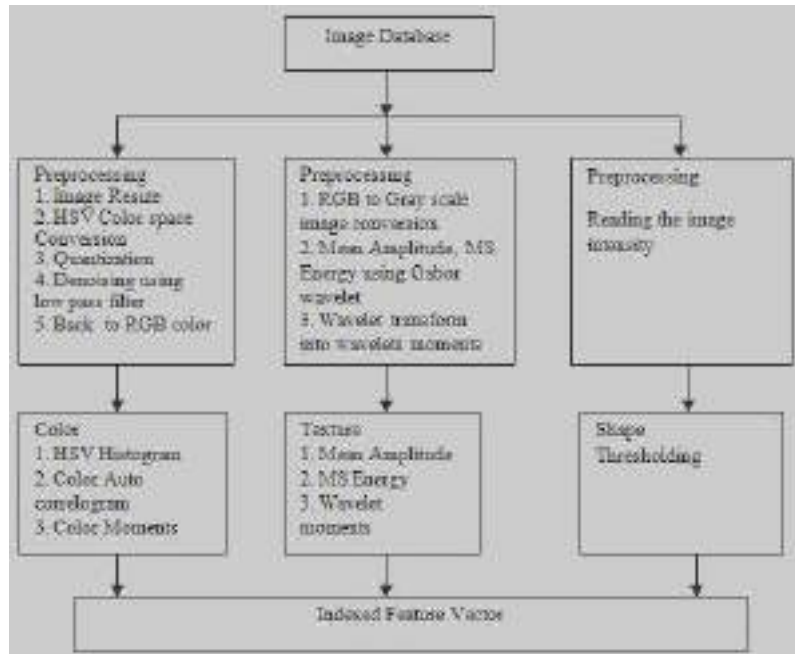 Image Database
Preprocessing
1. Image Resize
2. HSV Color space
Conversion
3. Quantization
4. Denoising using
low pass filter
5. Back to RGB color
Preprocessing
1. RGB to Gray scale
image conversion
2. Mean Amplitude, MS
Energy using Gabor
wavelet
3. Wavelet transform
into wavelets moments
Preprocessing
Reading the image
intensity
Color
1. HSV Histogram
2. Color Auto
correlogram
3. Color Moments
Texture
1. Mean Amplitude
2. MS Energy
3. Wavelet
moments
Shape
Thresholding
Indexed Feature Vector